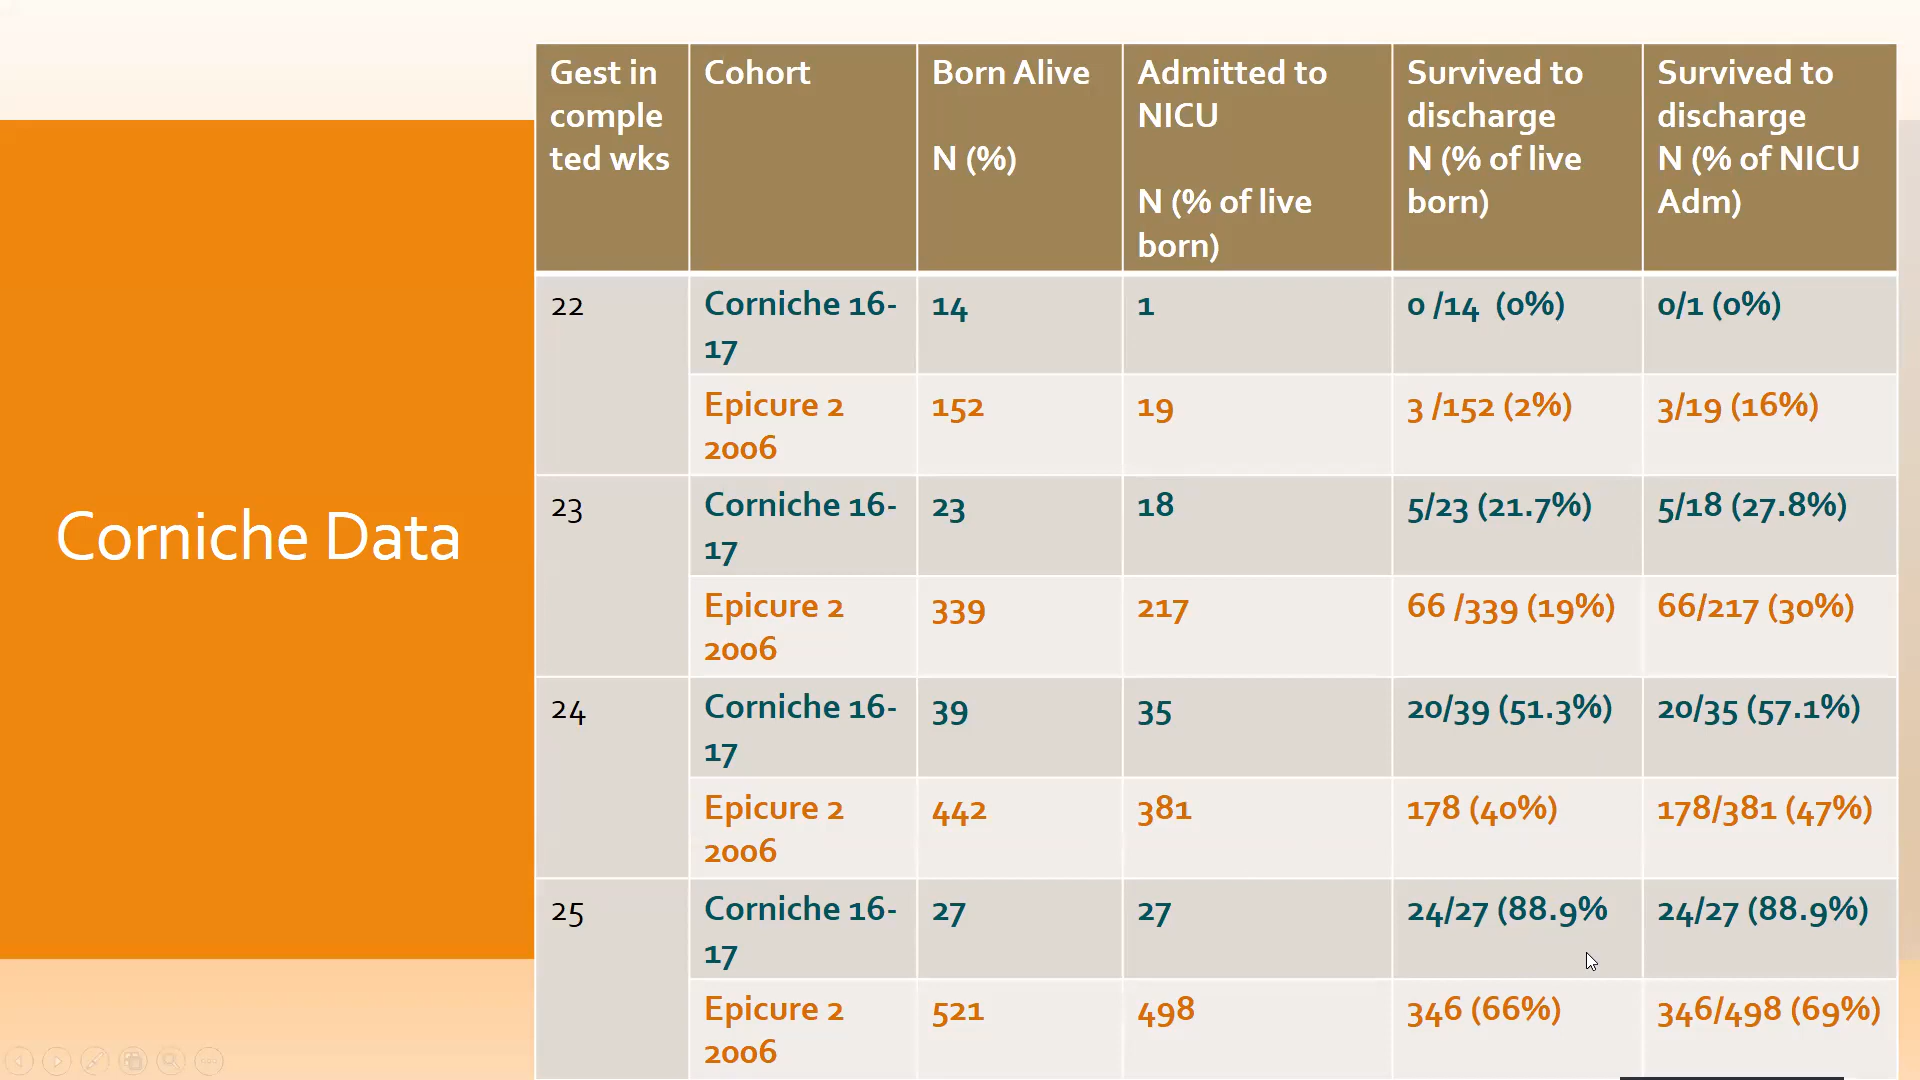 Corniche Data
Gest in
comple
ted wks
Cohort
Born Alive
N (%)
Admitted to
NICU
N (% of live
born)
Survived to
discharge
N (% of live
born)
Survived to
discharge
N (% of NICU
Adm)
22
Corniche 16-
17
14
1
0 /14 (0%)
0/1 (0%)
Epicure 2
2006
152
19
3 /152 (2%)
3/19 (16%)
23
Corniche 16-
17
23
18
5/23 (21.7%)
5/18 (27.8%)
Epicure 2
2006
339
217
66 /339 (19%)
66/217 (30%)
24
Corniche 16-
17
39
35
20/39 (51.3%)
20/35 (57.1%)
Epicure 2
2006
442
381
178 (40%)
178/381 (47%)
25
Corniche 16-
17
27
27
24/27 (88.9%
24/27 (88.9%)
Epicure 2
2006
521
498
346 (66%)
346/498 (69%)